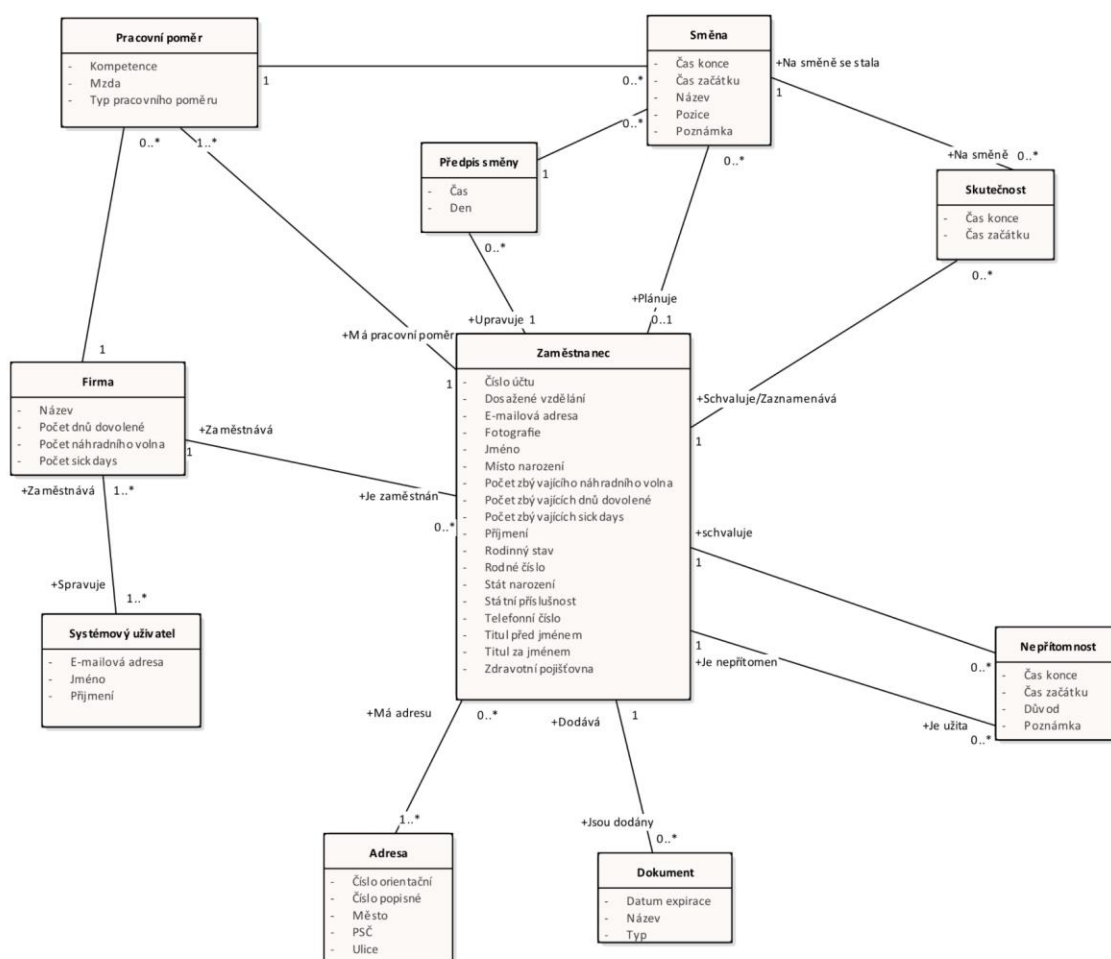 Pracovní poměr
- Kompetence
- Mzda
- Typ pracovního poměru
1
0..*
0..*
1..*
Směna
- Čas konce
- Čas začátku
- Název
- Pozice
- Poznámka
+Na směně se stala
1
0..*
0..*
Předpis směny
- Čas
- Den
1
0..*
+Na směně
0..*
Skutečnost
- Čas konce
- Čas začátku
0..*
+Plánuje
0..1
+Upravuje
1
+Má pracovní poměr
1
1
Firma
- Název
- Počet dnů dovolené
- Počet náhradního volna
- Počet sickdays
+Zaměstnává
1
+Zaměstnává
1..*
+Je zaměstnán
0..*
Zaměstnanec
- Číslo účtu
- Dosažené vzdělání
- E-mailová adresa
- Fotografie
- Jméno
- Místo narození
- Počet zbývajícího náhradního volna
- Počet zbývajících dnů dovolené
- Počet zbývajících sickdays
- Příjmení
- Rodinný stav
- Rodné číslo
- Stát narození
- Státní příslušnost
- Telefonní číslo
- Titul před jménem
- Titul za jménem
- Zdravotní pojišťovna
+Schvaluje/Zaznamenává
1
+schvaluje
1
1
+Je nepřítomen
+Spravuje
1..*
Systémový uživatel
- E-mailová adresa
- Jméno
- Přijmení
0..*
Nepřítomnost
- Čas konce
- Čas začátku
- Důvod
- Poznámka
+Je užita
0..*
+Má adresu
0..*
+Dodává
1
1..*
+Jsou dodány
0..*
Adresa
- Číslo orientační
- Číslo popisné
- Město
- PSČ
- Ulice
Dokument
- Datum expirace
- Název
- Typ